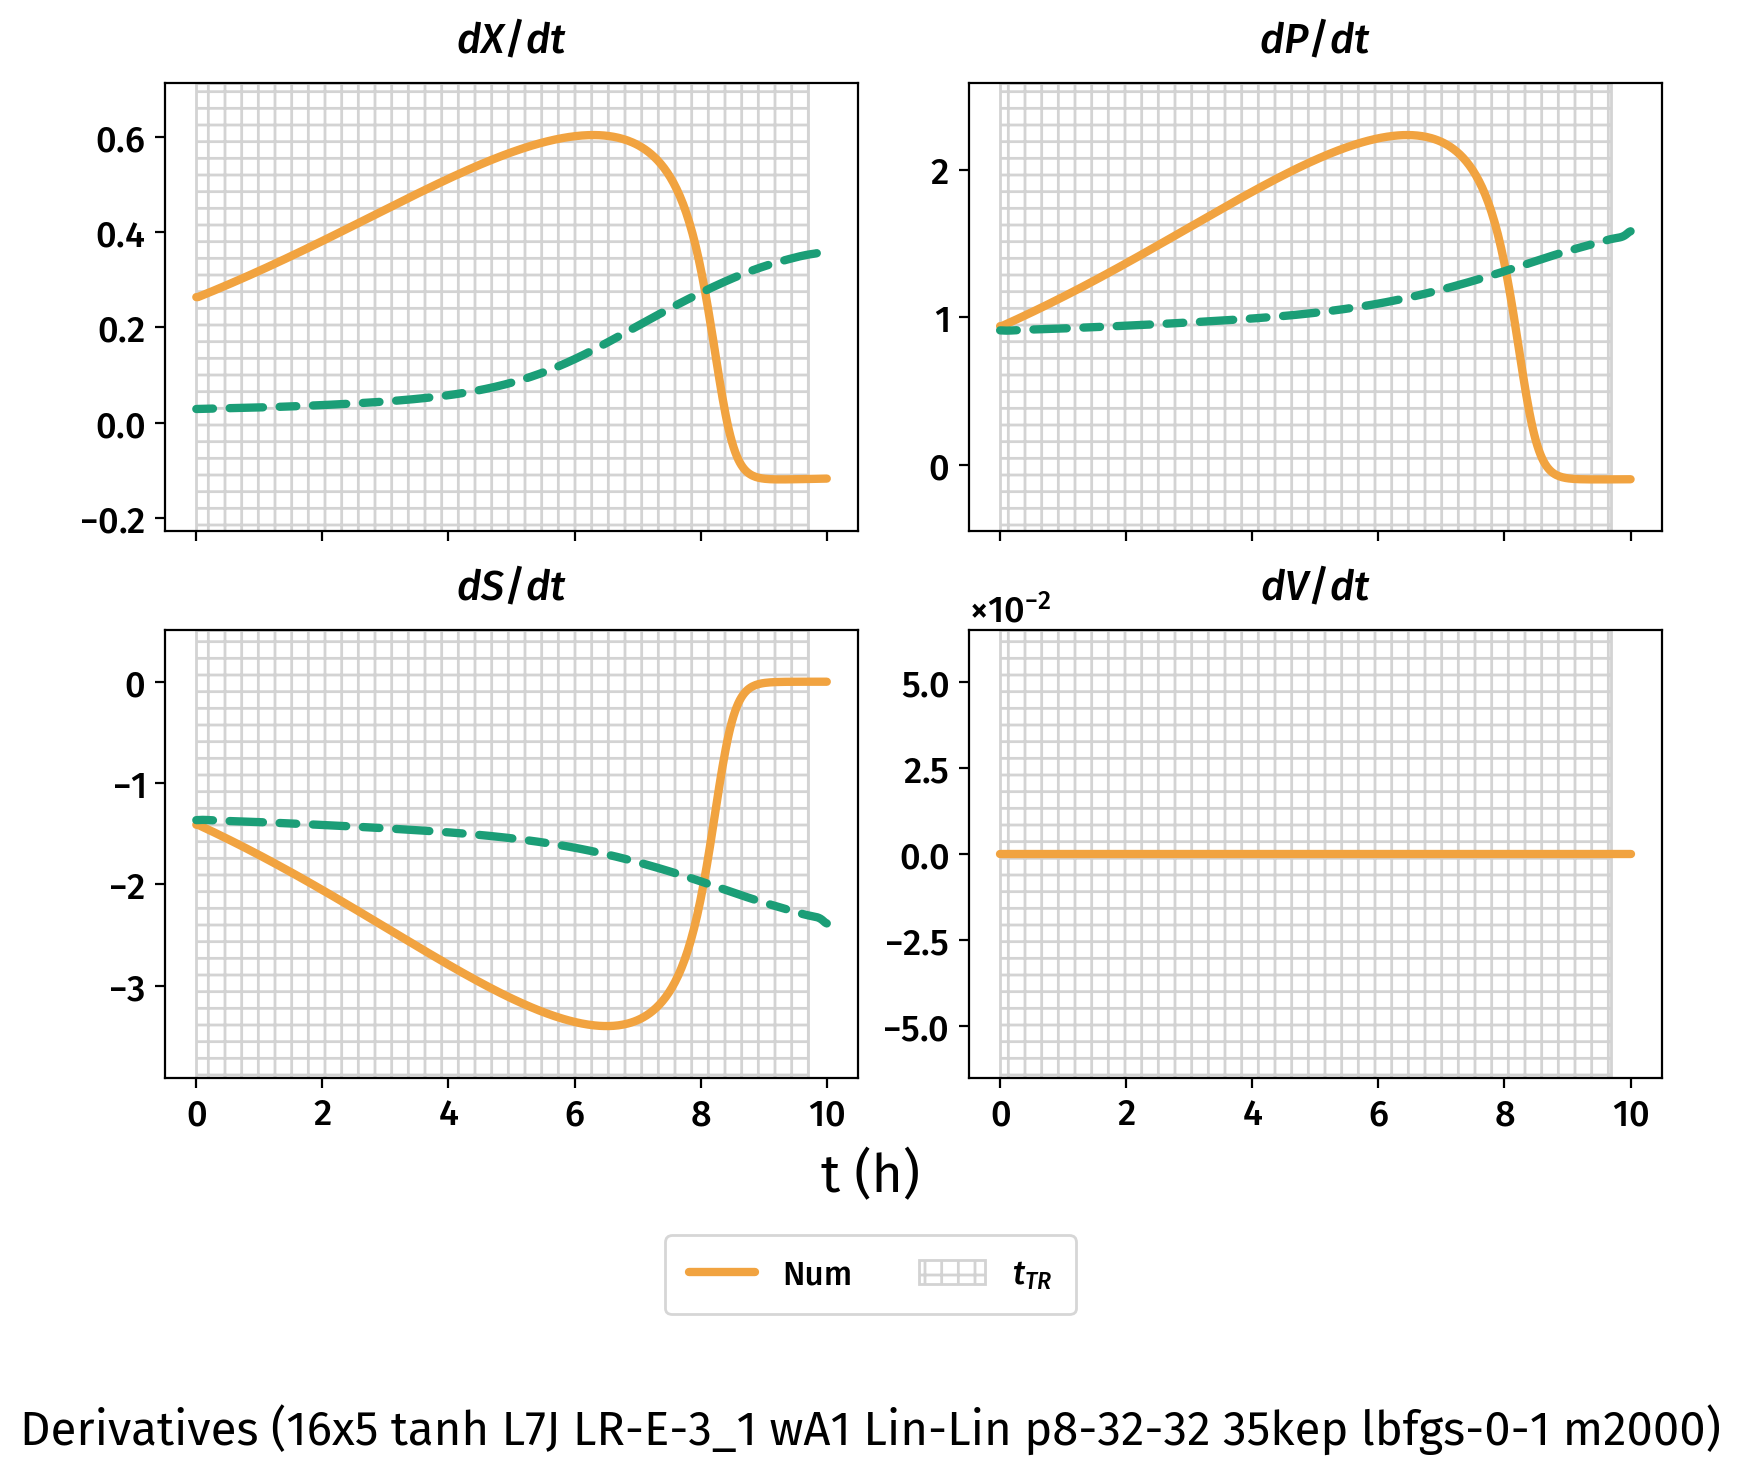 dX/dt
dP/dt
0.6
0.4
0.2
0.0
−0.2
2
1
0
dS/dt
dV/dt
×10⁻²
0
−1
−2
−3
5.0
2.5
0.0
−2.5
−5.0
0 2 4 6 8 10
0 2 4 6 8 10
t (h)
Num t_TR
Derivatives (16x5 tanh L7J LR-E-3_1 wA1 Lin-Lin p8-32-32 35kep lbfgs-0-1 m2000)